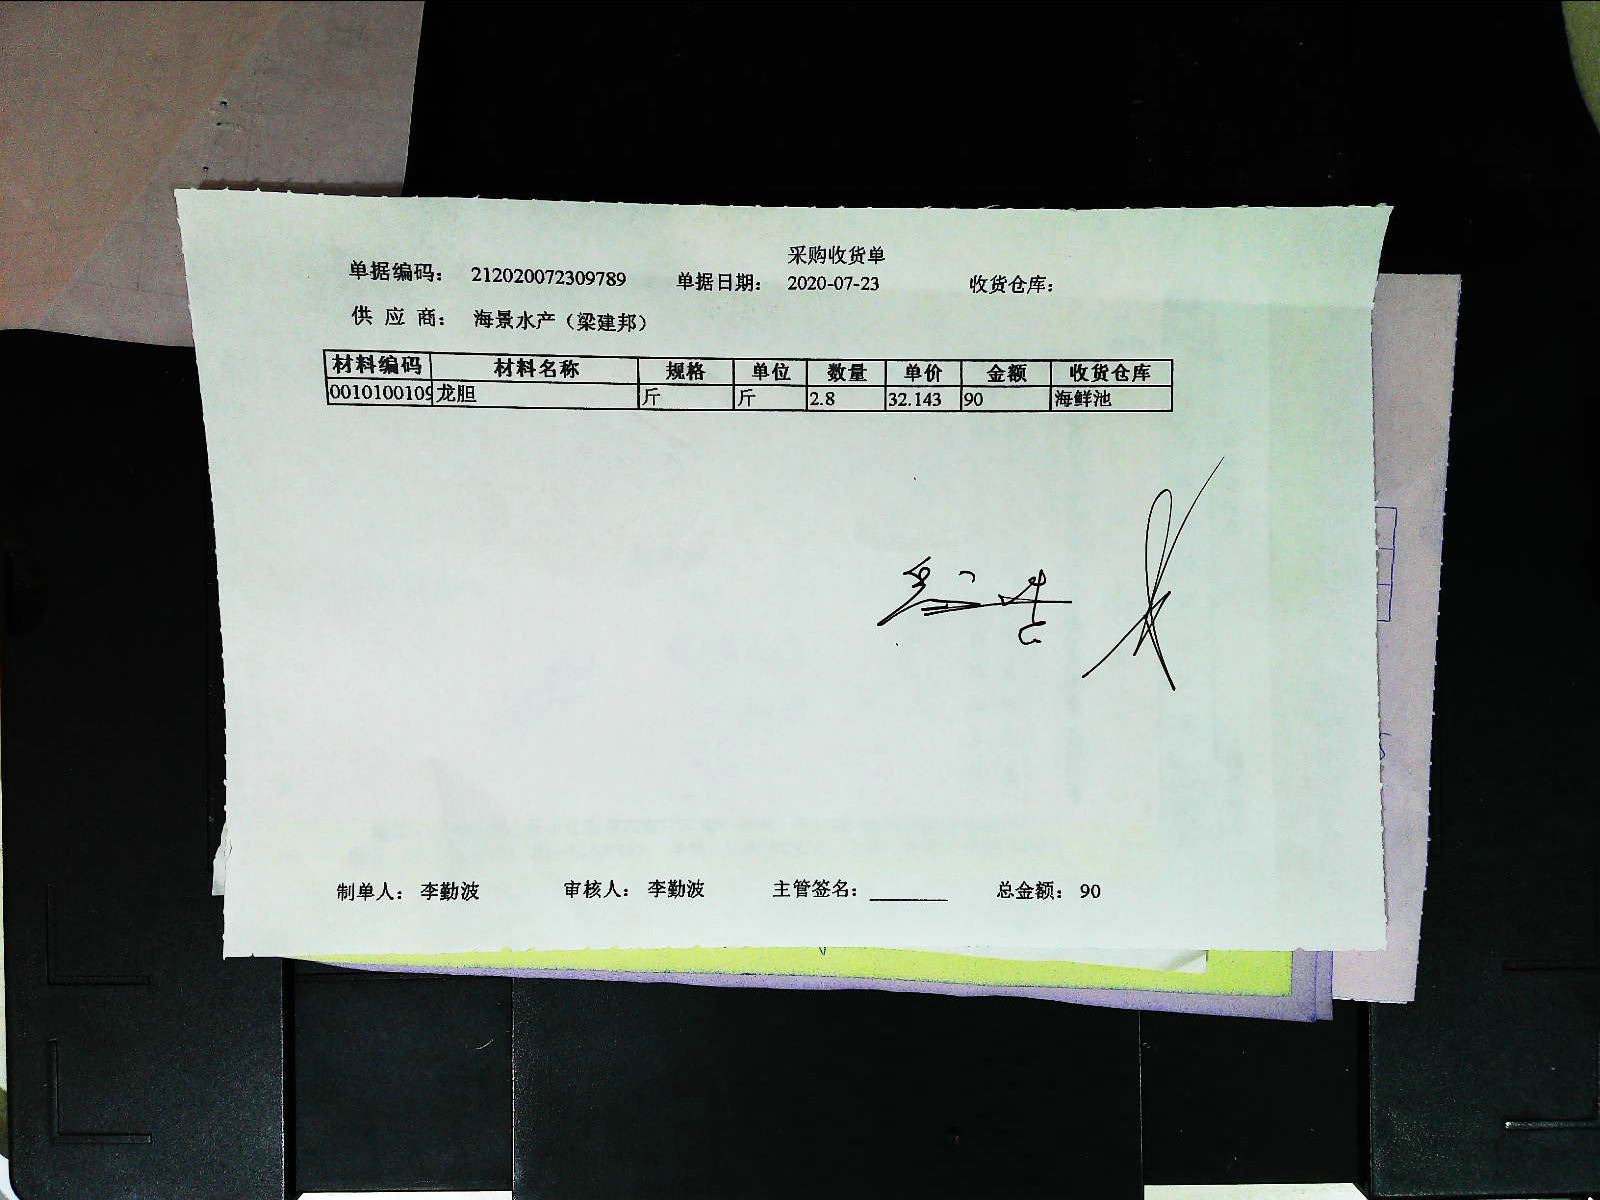 采购收货单
单据编码： 212020072309789 单据日期： 2020-07-23 收货仓库：
供 应 商： 海景水产（梁建邦）
材料编码 材料名称 规格 单位 数量 单价 金额 收货仓库
0010100109 龙胆 斤 斤 2.8 32.143 90 海鲜池
制单人： 李勤波 审核人： 李勤波 主管签名： 总金额： 90